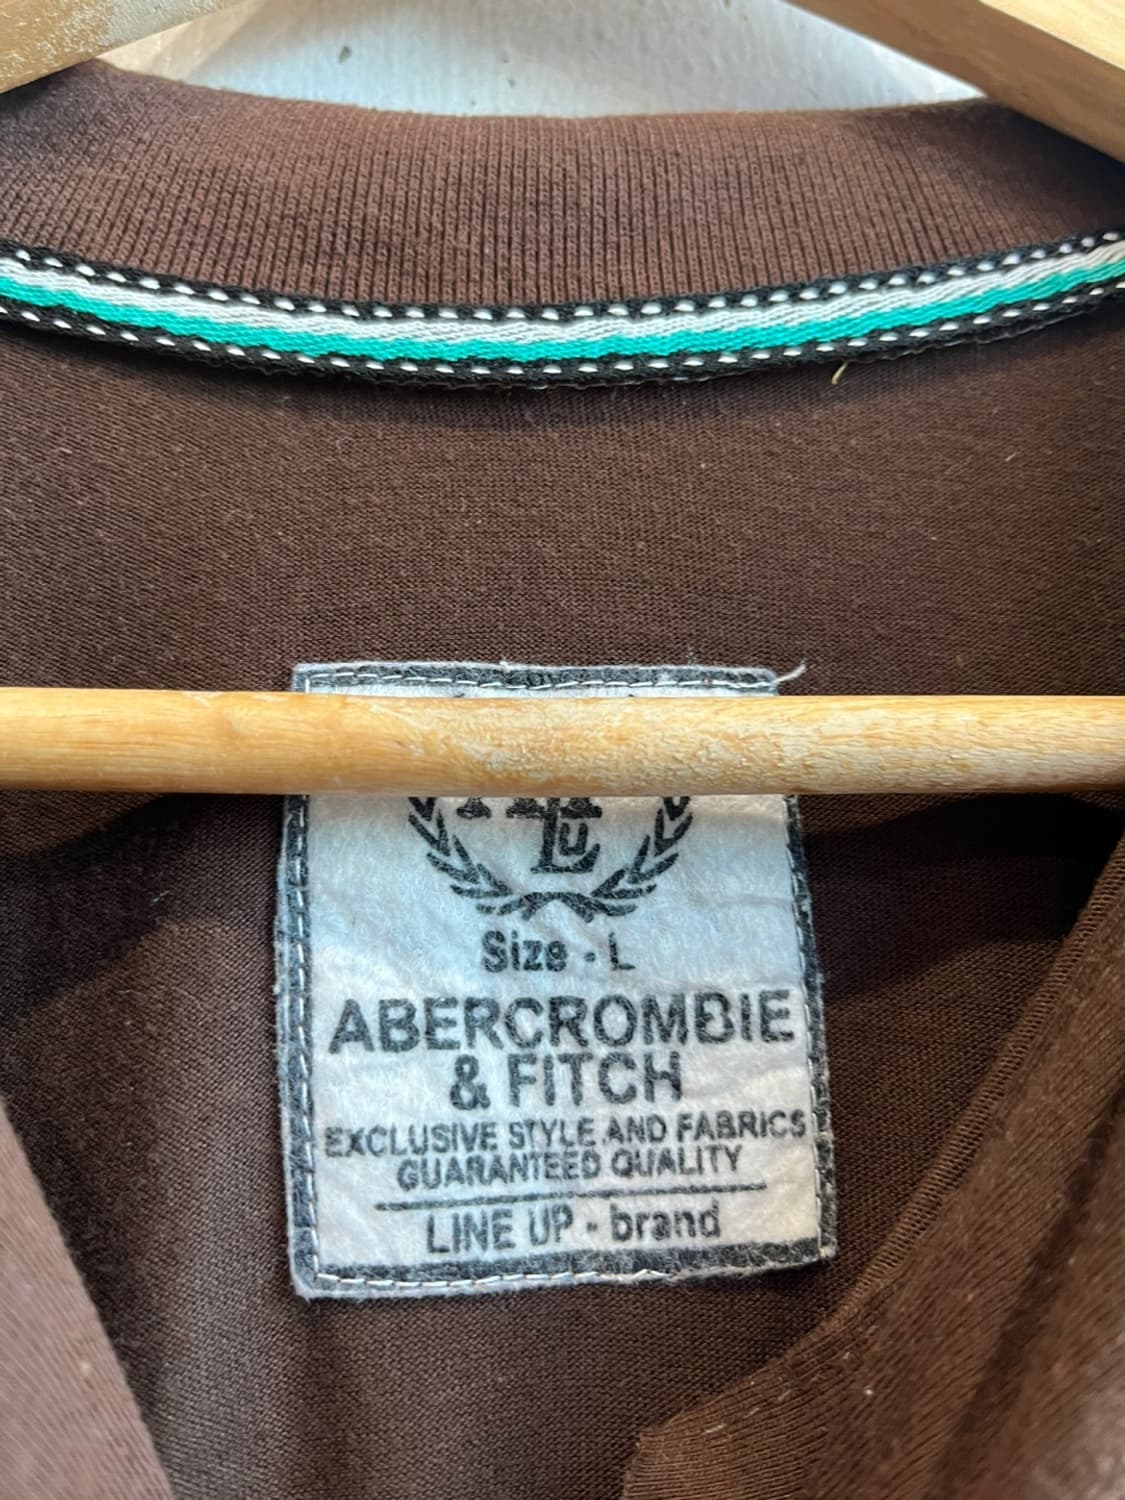 Size - L
ABERCROMBIE
& FITCH
EXCLUSIVE STYLE AND FABRICS
GUARANTEED QUALITY
LINE UP - brand